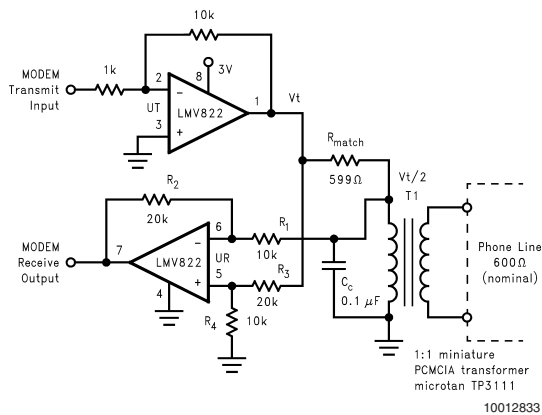 10k
3V
MODEM
Transmit
Input
1k
2
8
−
UT
LMV822
1
Vt
3
+
Rmatch
599Ω
Vt/2
T1
R2
20k
MODEM
Receive
Output
7
6
−
R1
10k
LMV822
UR
5
+
R3
20k
4
R4
10k
Cc
0.1 µF
Phone Line
600Ω
(nominal)
1:1 miniature
PCMCIA transformer
microtan TP3111
10012833